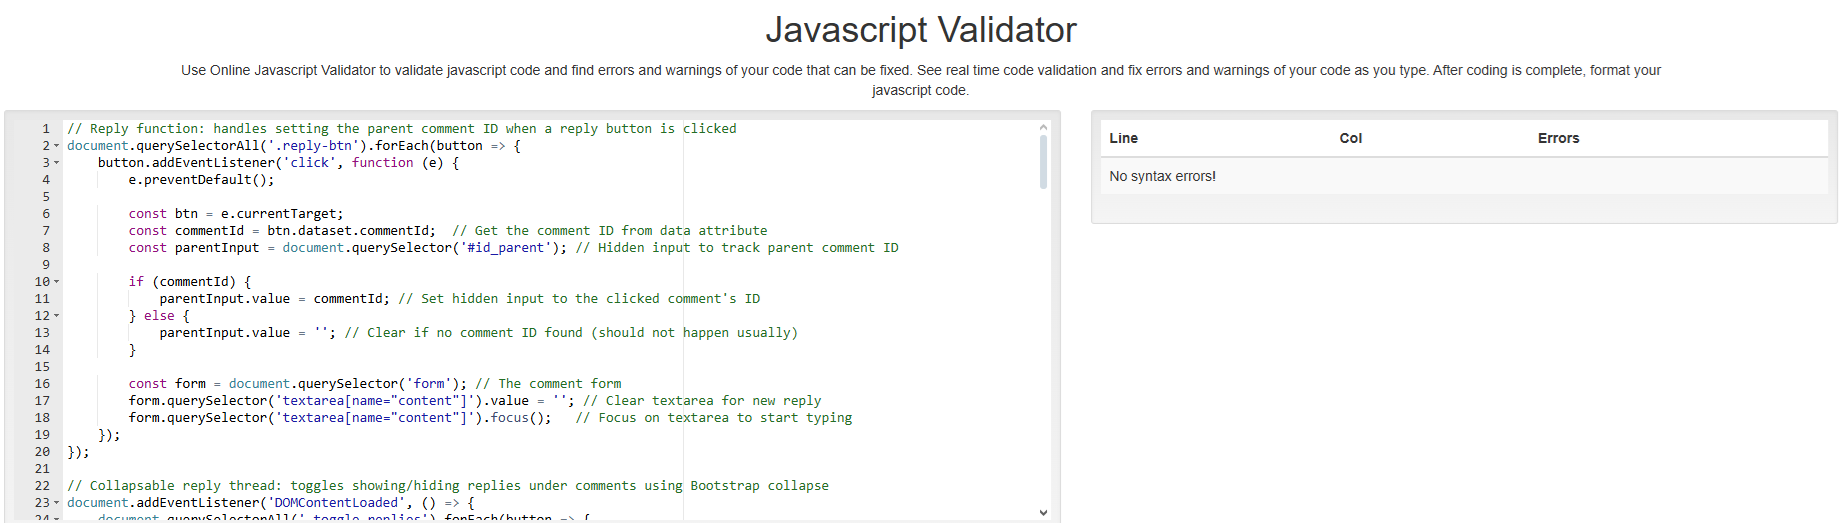 Javascript Validator
Use Online Javascript Validator to validate javascript code and find errors and warnings of your code that can be fixed. See real time code validation and fix errors and warnings of your code as you type. After coding is complete, format your
javascript code.
1 // Reply function: handles setting the parent comment ID when a reply button is clicked
2 document.querySelectorAll('.reply-btn').forEach(button => {
3     button.addEventListener('click', function (e) {
4         e.preventDefault();
5
6         const btn = e.currentTarget;
7         const commentId = btn.dataset.commentId;  // Get the comment ID from data attribute
8         const parentInput = document.querySelector('#id_parent'); // Hidden input to track parent comment ID
9
10         if (commentId) {
11             parentInput.value = commentId; // Set hidden input to the clicked comment's ID
12         } else {
13             parentInput.value = ''; // Clear if no comment ID found (should not happen usually)
14         }
15
16         const form = document.querySelector('form'); // The comment form
17         form.querySelector('textarea[name="content"]').value = ''; // Clear textarea for new reply
18         form.querySelector('textarea[name="content"]').focus();   // Focus on textarea to start typing
19     });
20 });
21
22 // Collapsable reply thread: toggles showing/hiding replies under comments using Bootstrap collapse
23 document.addEventListener('DOMContentLoaded', () => {
24     document.querySelectorAll('.toggle-replies').forEach(button => {
Line Col Errors
No syntax errors!